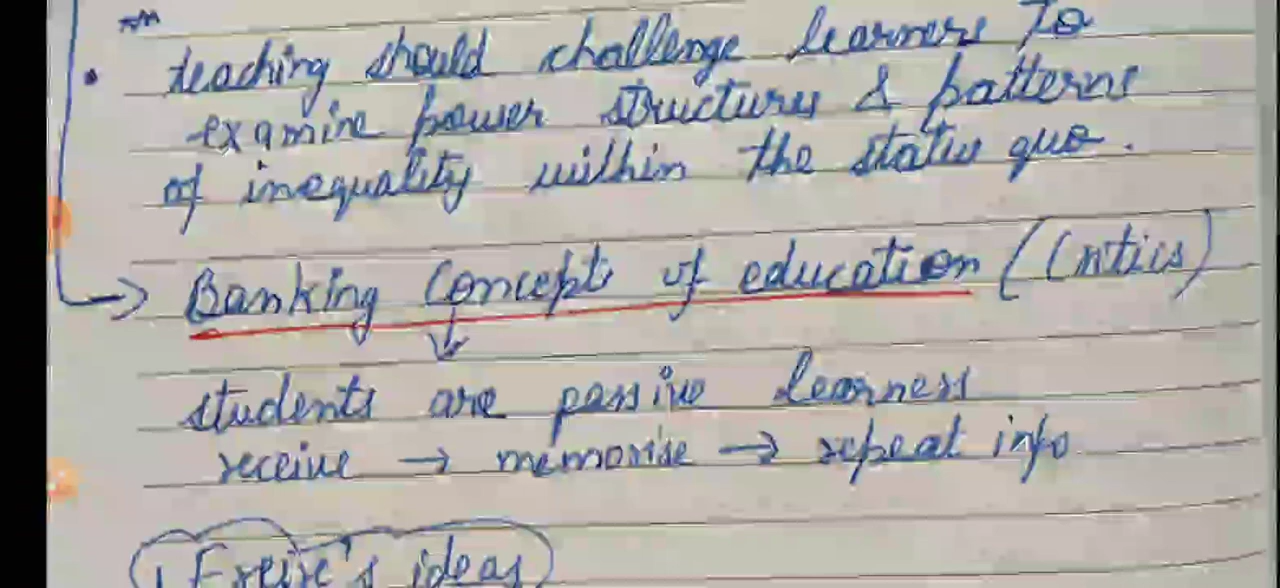 • teaching should challenge learners to
examine power structures & patterns
of inequality within the status quo.
→ Banking Concept of education (Critics)
↓
students are passive learners
receive → memorise → repeat info
Freire's ideas